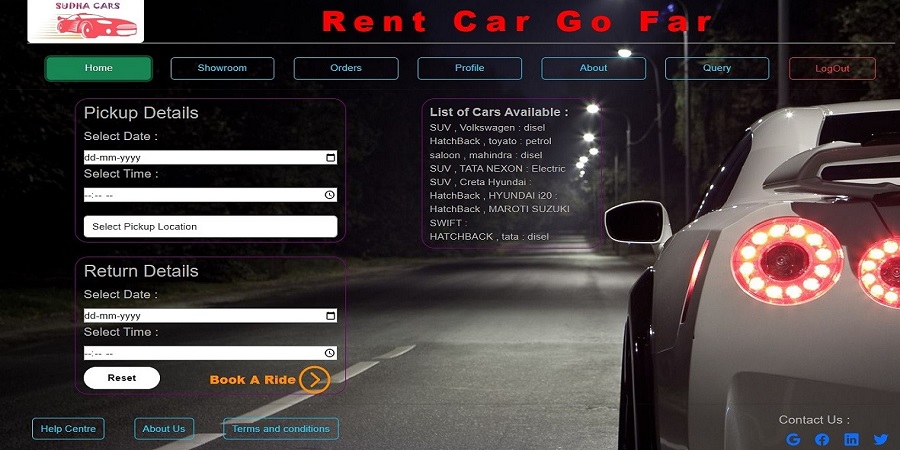 SUDHA CARS
Rent Car Go Far
Home Showroom Orders Profile About Query LogOut
Pickup Details
Select Date :
dd-mm-yyyy
Select Time :
--:-- --
Select Pickup Location
List of Cars Available :
SUV , Volkswagen : disel
HatchBack , toyato : petrol
saloon , mahindra : disel
SUV , TATA NEXON : Electric
SUV , Creta Hyundai :
HatchBack , HYUNDAI i20 :
HatchBack , MAROTI SUZUKI
SWIFT :
HATCHBACK , tata : disel
Return Details
Select Date :
dd-mm-yyyy
Select Time :
--:-- --
Reset Book A Ride
Help Centre About Us Terms and conditions
Contact Us :